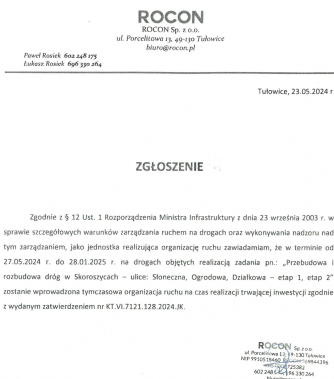 ROCON
ROCON Sp. z o.o.
ul. Porcelitowa 13, 49-130 Tułowice
biuro@rocon.pl
Paweł Rosiek 602 248 175
Łukasz Rosiek 696 330 264
Tułowice, 23.05.2024 r.
ZGŁOSZENIE
Zgodnie z § 12 Ust. 1 Rozporządzenia Ministra Infrastruktury z dnia 23 września 2003 r. w
sprawie szczegółowych warunków zarządzania ruchem na drogach oraz wykonywania nadzoru nad
tym zarządzaniem, jako jednostka realizująca organizację ruchu zawiadamiam, że w terminie od
27.05.2024 r. do 28.01.2025 r. na drogach objętych realizacją zadania pn.: „Przebudowa i
rozbudowa dróg w Skoroszycach – ulice: Słoneczna, Ogrodowa, Działkowa – etap 1, etap 2"
zostanie wprowadzona tymczasowa organizacja ruchu na czas realizacji trwającej inwestycji zgodnie
z wydanym zatwierdzeniem nr KT.VI.7121.128.2024.JK.
ROCON Sp. z o.o.
ul. Porcelitowa 13, 49-130 Tułowice
NIP 9910518460